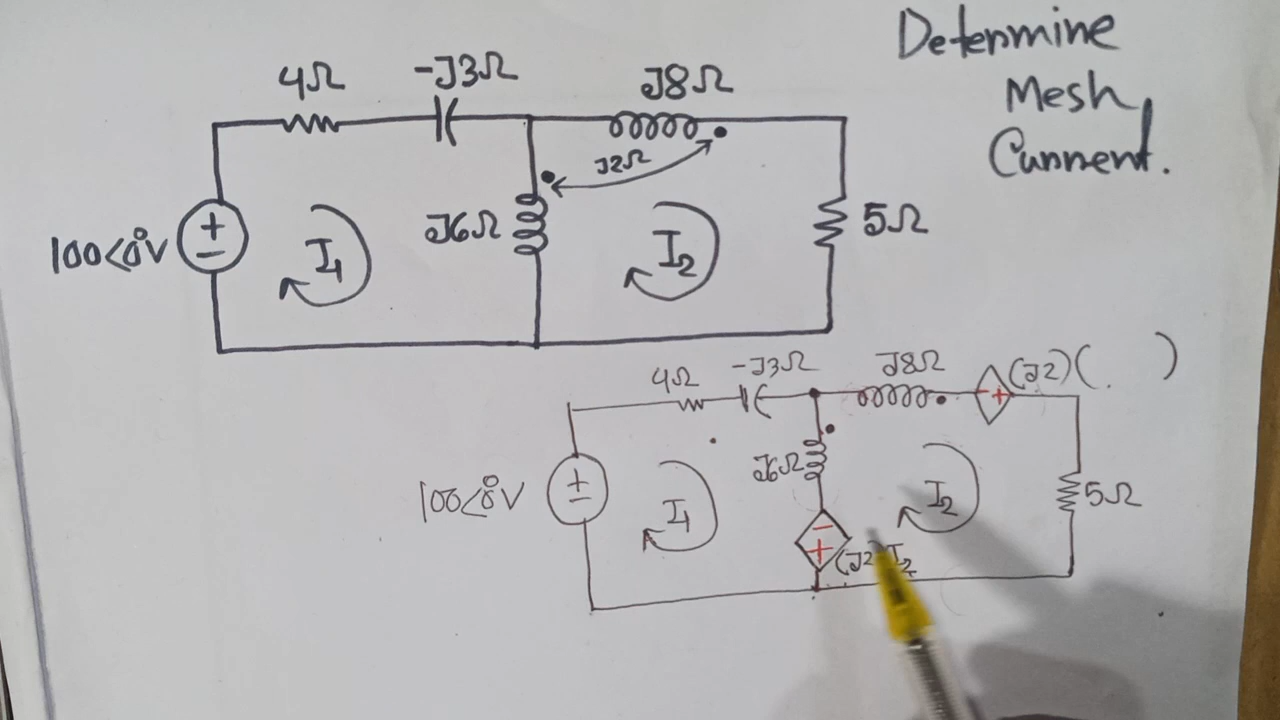 Determine
Mesh
Current.
4Ω
-J3Ω
J8Ω
J2Ω
100<0°V
+
−
I1
J6Ω
I2
5Ω
4Ω
-J3Ω
J8Ω
- +
(J2)( )
100<0°V
+
−
I1
J6Ω
I2
5Ω
−
+
(J2 I2